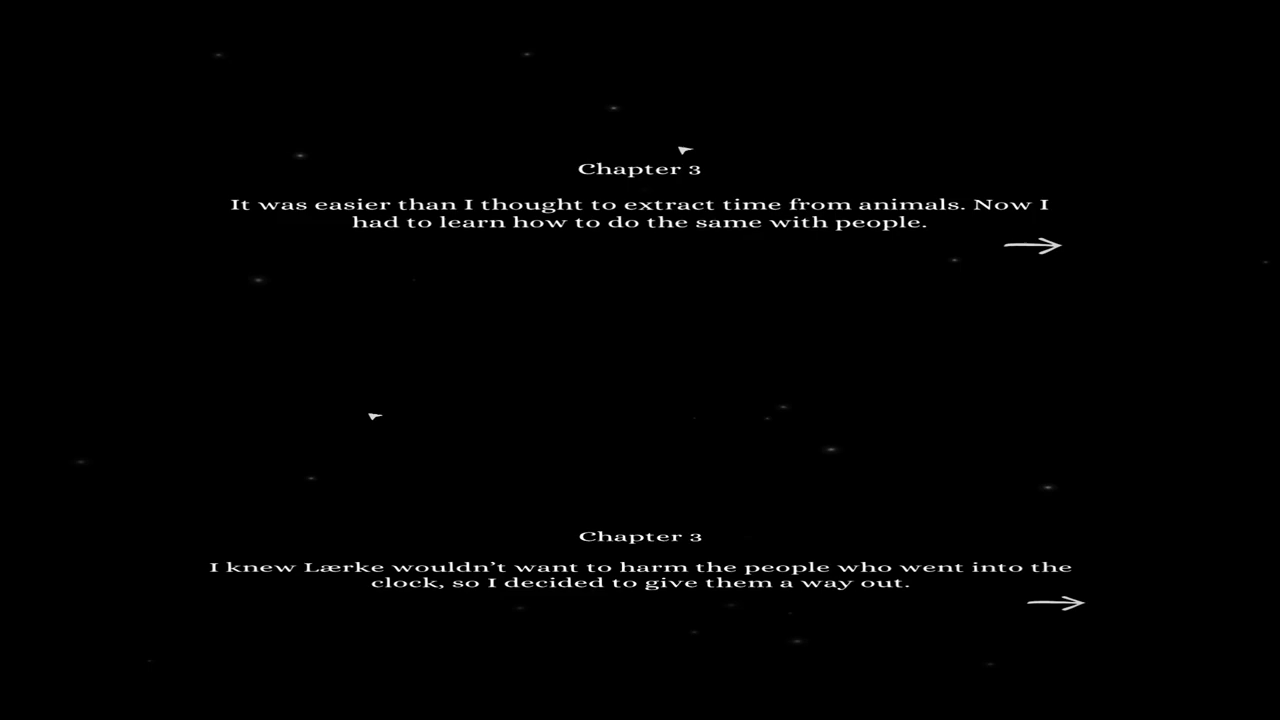 Chapter 3
It was easier than I thought to extract time from animals. Now I
had to learn how to do the same with people.
Chapter 3
I knew Lærke wouldn’t want to harm the people who went into the
clock, so I decided to give them a way out.